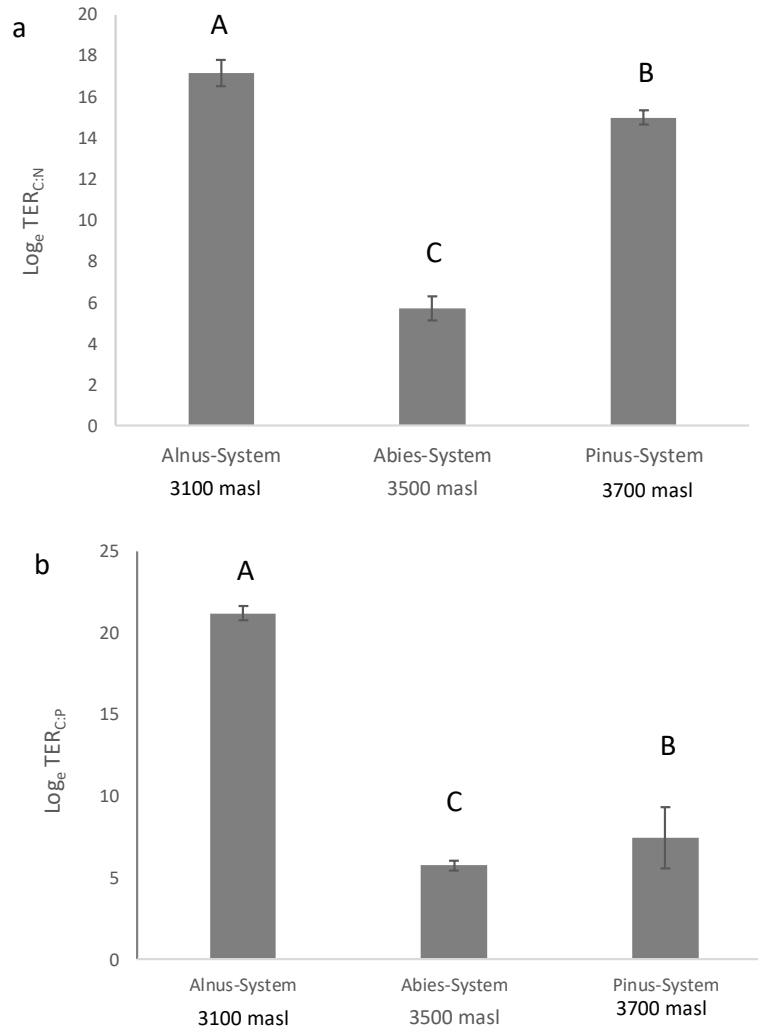 a
20
18
16
14
12
10
8
6
4
2
0
Logₑ TER C:N
A
C
B
Alnus-System Abies-System Pinus-System
3100 masl 3500 masl 3700 masl
b
25
20
15
10
5
0
Logₑ TER C:P
A
C
B
Alnus-System Abies-System Pinus-System
3100 masl 3500 masl 3700 masl